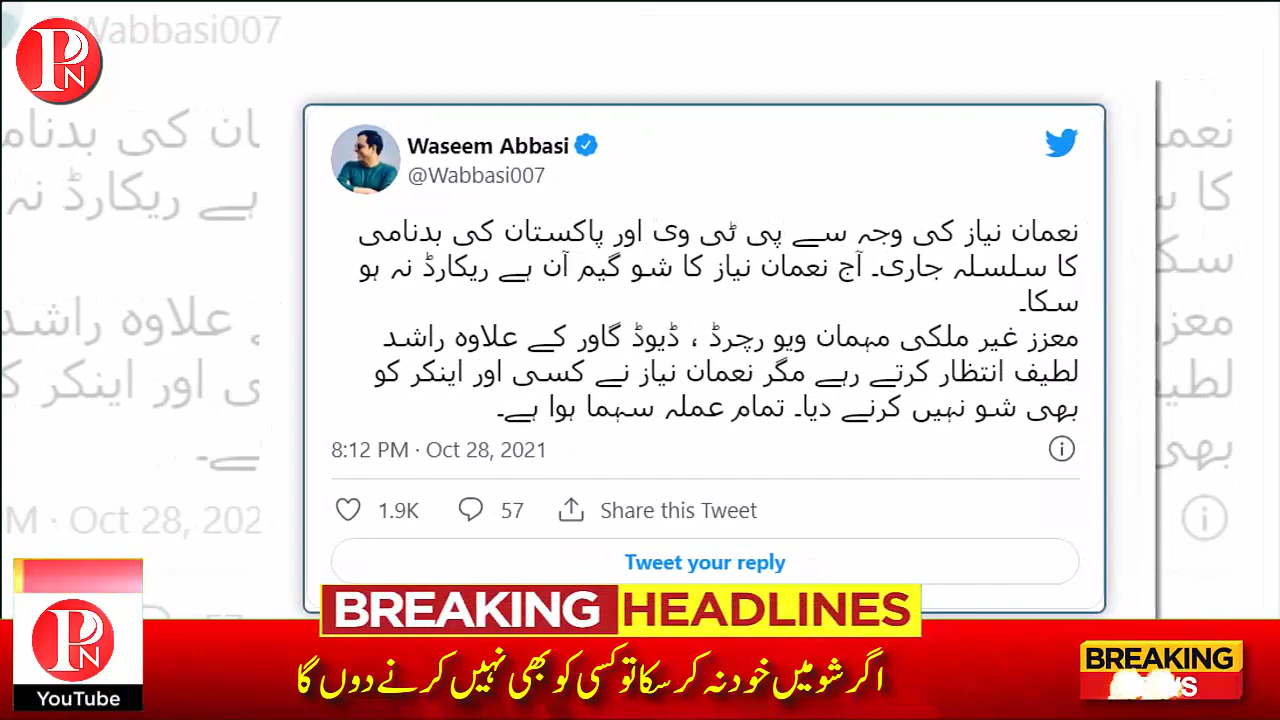 Wabbasi007
PN
Waseem Abbasi
@Wabbasi007
نعمان نیاز کی وجہ سے پی ٹی وی اور پاکستان کی بدنامی
کا سلسلہ جاری۔ آج نعمان نیاز کا شو گیم آن ہے ریکارڈ نہ ہو
سکا۔
معزز غیر ملکی مہمان ویو رچرڈ ، ڈیوڈ گاور کے علاوہ راشد
لطیف انتظار کرتے رہے مگر نعمان نیاز نے کسی اور اینکر کو
بھی شو نہیں کرنے دیا۔ تمام عملہ سہما ہوا ہے۔
8:12 PM · Oct 28, 2021
1.9K 57 Share this Tweet
Tweet your reply
BREAKING HEADLINES
اگر شو میں خود نہ کر سکا تو کسی کو بھی نہیں کرنے دوں گا
PN
YouTube
BREAKING